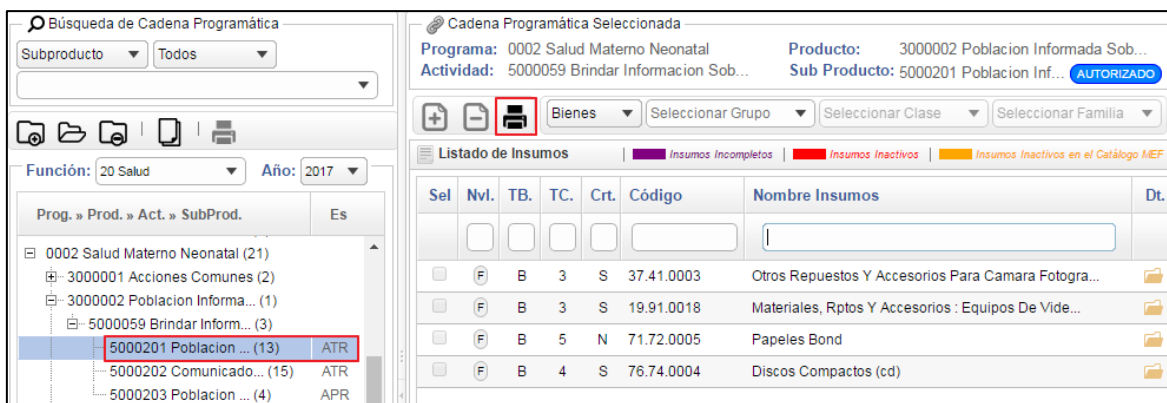 Búsqueda de Cadena Programática
Subproducto Todos
Función: 20 Salud Año: 2017
Prog. » Prod. » Act. » SubProd. Es
0002 Salud Materno Neonatal (21)
3000001 Acciones Comunes (2)
3000002 Poblacion Informa... (1)
5000059 Brindar Inform... (3)
5000201 Poblacion ... (13) ATR
5000202 Comunicado... (15) ATR
5000203 Poblacion ... (4) APR
Cadena Programática Seleccionada
Programa: 0002 Salud Materno Neonatal Producto: 3000002 Poblacion Informada Sob...
Actividad: 5000059 Brindar Informacion Sob... Sub Producto: 5000201 Poblacion Inf... AUTORIZADO
Bienes Seleccionar Grupo Seleccionar Clase Seleccionar Familia
Listado de Insumos | Insumos Incompletos | Insumos Inactivos | Insumos Inactivos en el Catálogo MEF
Sel Nvl. TB. TC. Crt. Código Nombre Insumos Dt.
F B 3 S 37.41.0003 Otros Repuestos Y Accesorios Para Camara Fotogra...
F B 3 S 19.91.0018 Materiales, Rptos Y Accesorios : Equipos De Vide...
F B 5 N 71.72.0005 Papeles Bond
F B 4 S 76.74.0004 Discos Compactos (cd)